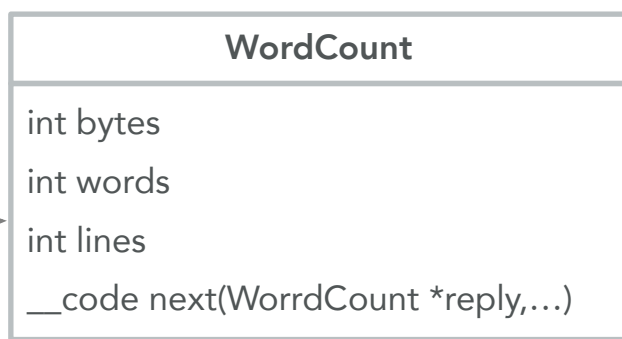 WordCount
int bytes
int words
int lines
__code next(WorrdCount *reply,…)